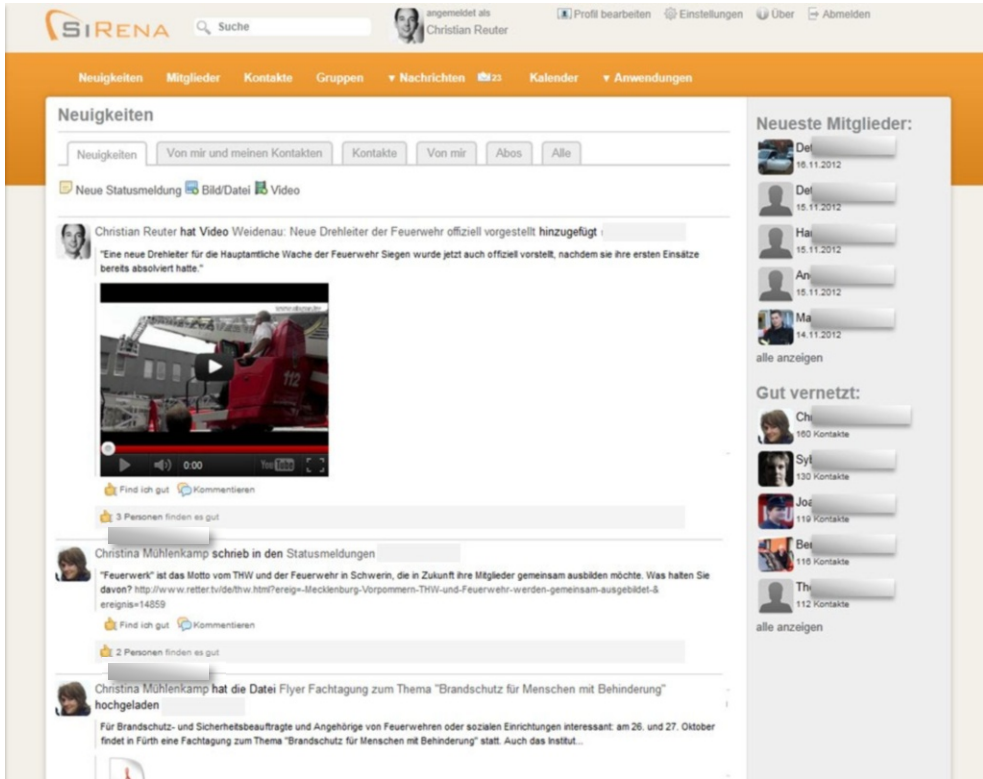 SIRENA
Suche
angemeldet als
Christian Reuter
Profil bearbeiten Einstellungen Über Abmelden
Neuigkeiten Mitglieder Kontakte Gruppen ▾ Nachrichten 23 Kalender ▾ Anwendungen
Neuigkeiten
Neuigkeiten Von mir und meinen Kontakten Kontakte Von mir Abos Alle
Neue Statusmeldung Bild/Datei Video
Christian Reuter hat Video Weidenau: Neue Drehleiter der Feuerwehr offiziell vorgestellt hinzugefügt
"Eine neue Drehleiter für die Hauptamtliche Wache der Feuerwehr Siegen wurde jetzt auch offiziell vorstellt, nachdem sie ihre ersten Einsätze
bereits absolviert hatte."
112
0:00 YouTube
Find ich gut Kommentieren
3 Personen finden es gut
Christina Mühlenkamp schrieb in den Statusmeldungen
"Feuerwerk" ist das Motto vom THW und der Feuerwehr in Schwerin, die in Zukunft ihre Mitglieder gemeinsam ausbilden möchte. Was halten Sie
davon? http://www.retter.tv/de/thw.html?ereig=-Mecklenburg-Vorpommern-THW-und-Feuerwehr-werden-gemeinsam-ausgebildet-&
ereignis=14859
Find ich gut Kommentieren
2 Personen finden es gut
Christina Mühlenkamp hat die Datei Flyer Fachtagung zum Thema "Brandschutz für Menschen mit Behinderung"
hochgeladen
Für Brandschutz- und Sicherheitsbeauftragte und Angehörige von Feuerwehren oder sozialen Einrichtungen interessant: am 26. und 27. Oktober
findet in Fürth eine Fachtagung zum Thema "Brandschutz für Menschen mit Behinderung" statt. Auch das Institut...
Neueste Mitglieder:
16.11.2012
15.11.2012
15.11.2012
15.11.2012
14.11.2012
alle anzeigen
Gut vernetzt:
160 Kontakte
130 Kontakte
119 Kontakte
116 Kontakte
112 Kontakte
alle anzeigen